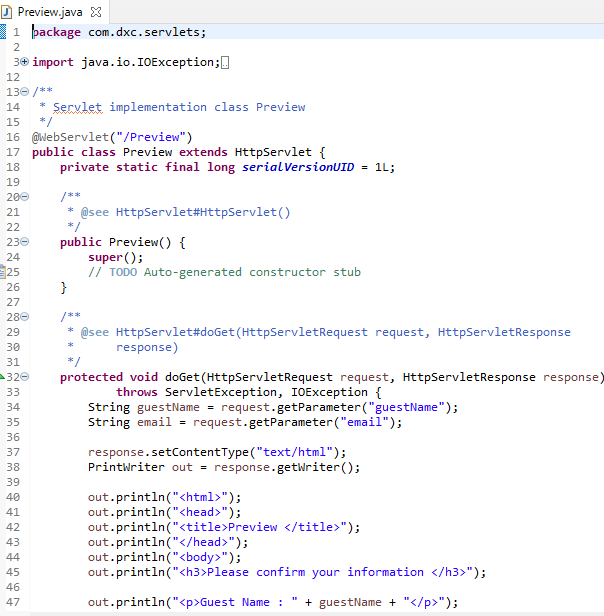 Preview.java
1 package com.dxc.servlets;
2
3 import java.io.IOException;
12
13 /**
14  * Servlet implementation class Preview
15  */
16 @WebServlet("/Preview")
17 public class Preview extends HttpServlet {
18     private static final long serialVersionUID = 1L;
19
20     /**
21      * @see HttpServlet#HttpServlet()
22      */
23     public Preview() {
24         super();
25         // TODO Auto-generated constructor stub
26     }
27
28     /**
29      * @see HttpServlet#doGet(HttpServletRequest request, HttpServletResponse
30      *      response)
31      */
32     protected void doGet(HttpServletRequest request, HttpServletResponse response)
33             throws ServletException, IOException {
34         String guestName = request.getParameter("guestName");
35         String email = request.getParameter("email");
36
37         response.setContentType("text/html");
38         PrintWriter out = response.getWriter();
39
40         out.println("<html>");
41         out.println("<head>");
42         out.println("<title>Preview </title>");
43         out.println("</head>");
44         out.println("<body>");
45         out.println("<h3>Please confirm your information </h3>");
46
47         out.println("<p>Guest Name : " + guestName + "</p>");